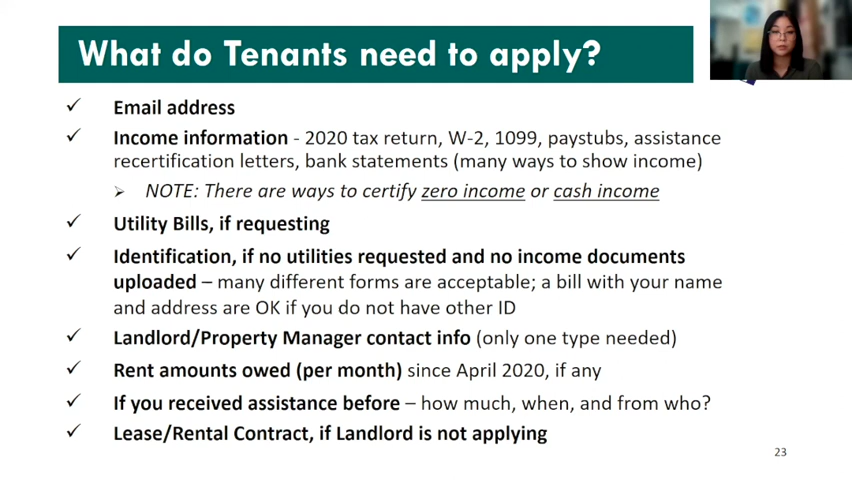 What do Tenants need to apply?
✓ Email address
✓ Income information - 2020 tax return, W-2, 1099, paystubs, assistance
recertification letters, bank statements (many ways to show income)
➢ NOTE: There are ways to certify zero income or cash income
✓ Utility Bills, if requesting
✓ Identification, if no utilities requested and no income documents
uploaded – many different forms are acceptable; a bill with your name
and address are OK if you do not have other ID
✓ Landlord/Property Manager contact info (only one type needed)
✓ Rent amounts owed (per month) since April 2020, if any
✓ If you received assistance before – how much, when, and from who?
✓ Lease/Rental Contract, if Landlord is not applying
23